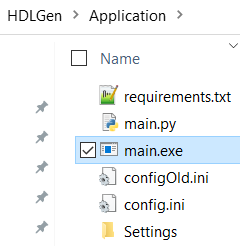 HDLGen > Application >
Name
requirements.txt
main.py
main.exe
configOld.ini
config.ini
Settings